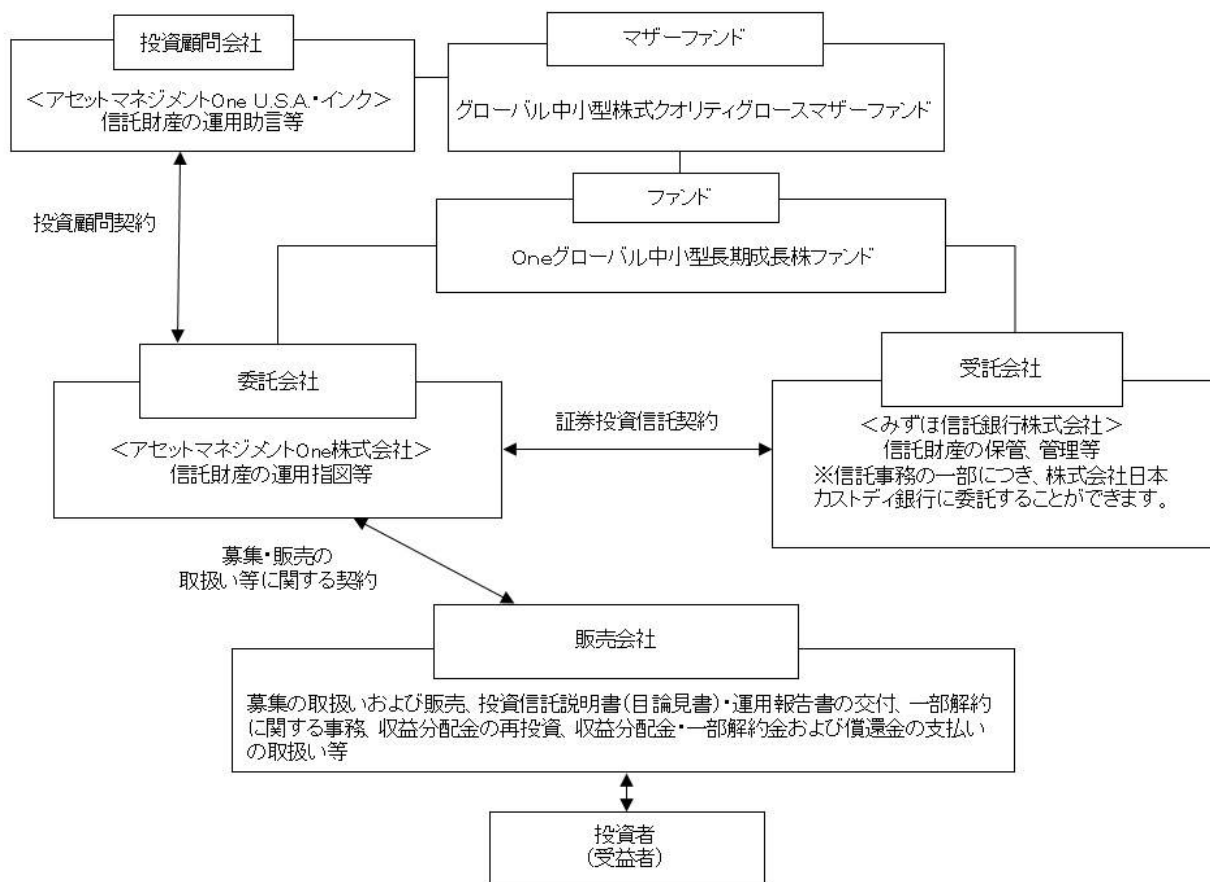 投資顧問会社
<アセットマネジメントOne U.S.A.・インク>
信託財産の運用助言等
マザーファンド
グローバル中小型株式クオリティグロースマザーファンド
ファンド
Oneグローバル中小型長期成長株ファンド
投資顧問契約
委託会社
<アセットマネジメントOne株式会社>
信託財産の運用指図等
証券投資信託契約
受託会社
<みずほ信託銀行株式会社>
信託財産の保管、管理等
※信託事務の一部につき、株式会社日本
カストディ銀行に委託することができます。
募集・販売の
取扱い等に関する契約
販売会社
募集の取扱いおよび販売、投資信託説明書(目論見書)・運用報告書の交付、一部解約
に関する事務、収益分配金の再投資、収益分配金・一部解約金および償還金の支払い
の取扱い等
投資者
(受益者)